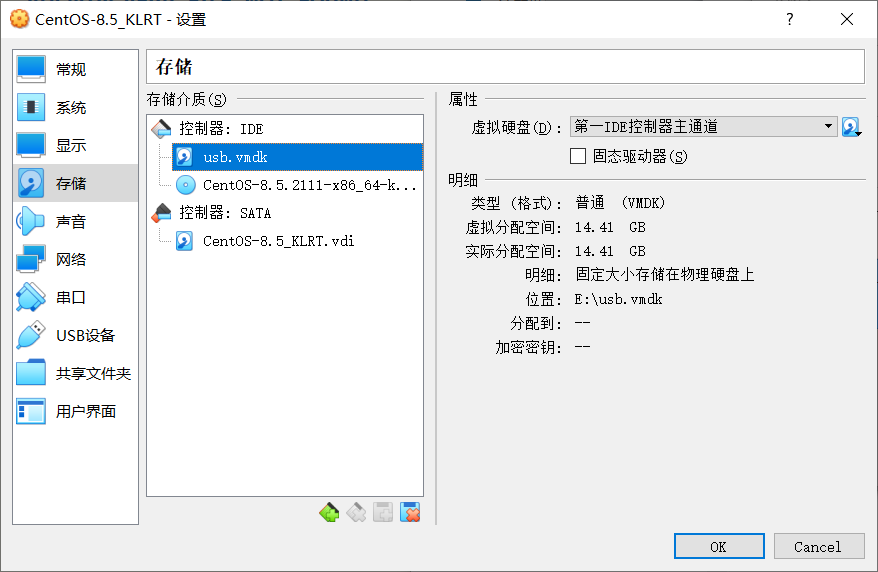 CentOS-8.5_KLRT - 设置
?
常规
系统
显示
存储
声音
网络
串口
USB设备
共享文件夹
用户界面
存储
存储介质(S)
控制器: IDE
usb.vmdk
CentOS-8.5.2111-x86_64-k...
控制器: SATA
CentOS-8.5_KLRT.vdi
属性
虚拟硬盘(D): 第一IDE控制器主通道
固态驱动器(S)
明细
类型 (格式): 普通 (VMDK)
虚拟分配空间: 14.41 GB
实际分配空间: 14.41 GB
明细: 固定大小存储在物理硬盘上
位置: E:\usb.vmdk
分配到: --
加密密钥: --
OK
Cancel